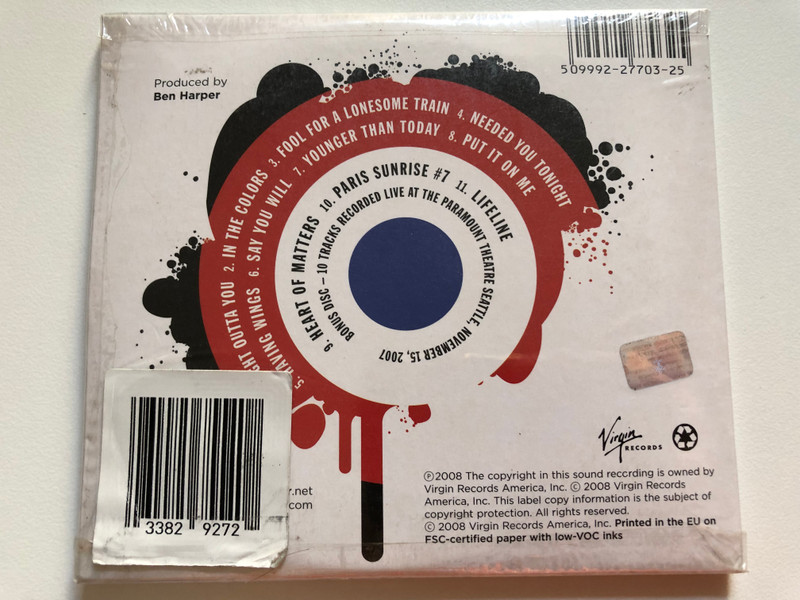 Produced by
Ben Harper
509992-27703-25
OUTTA YOU 2. IN THE COLORS 3. FOOL FOR A LONESOME TRAIN 4. NEEDED YOU TONIGHT
5. HAVING WINGS 6. SAY YOU WILL 7. YOUNGER THAN TODAY 8. PUT IT ON ME
9. HEART OF MATTERS 10. PARIS SUNRISE #7 11. LIFELINE
BONUS DISC — 10 TRACKS RECORDED LIVE AT THE PARAMOUNT THEATRE SEATTLE, NOVEMBER 15, 2007
3382 9272
.net
.com
Virgin
RECORDS
℗2008 The copyright in this sound recording is owned by
Virgin Records America, Inc. © 2008 Virgin Records
America, Inc. This label copy information is the subject of
copyright protection. All rights reserved.
© 2008 Virgin Records America, Inc. Printed in the EU on
FSC-certified paper with low-VOC inks